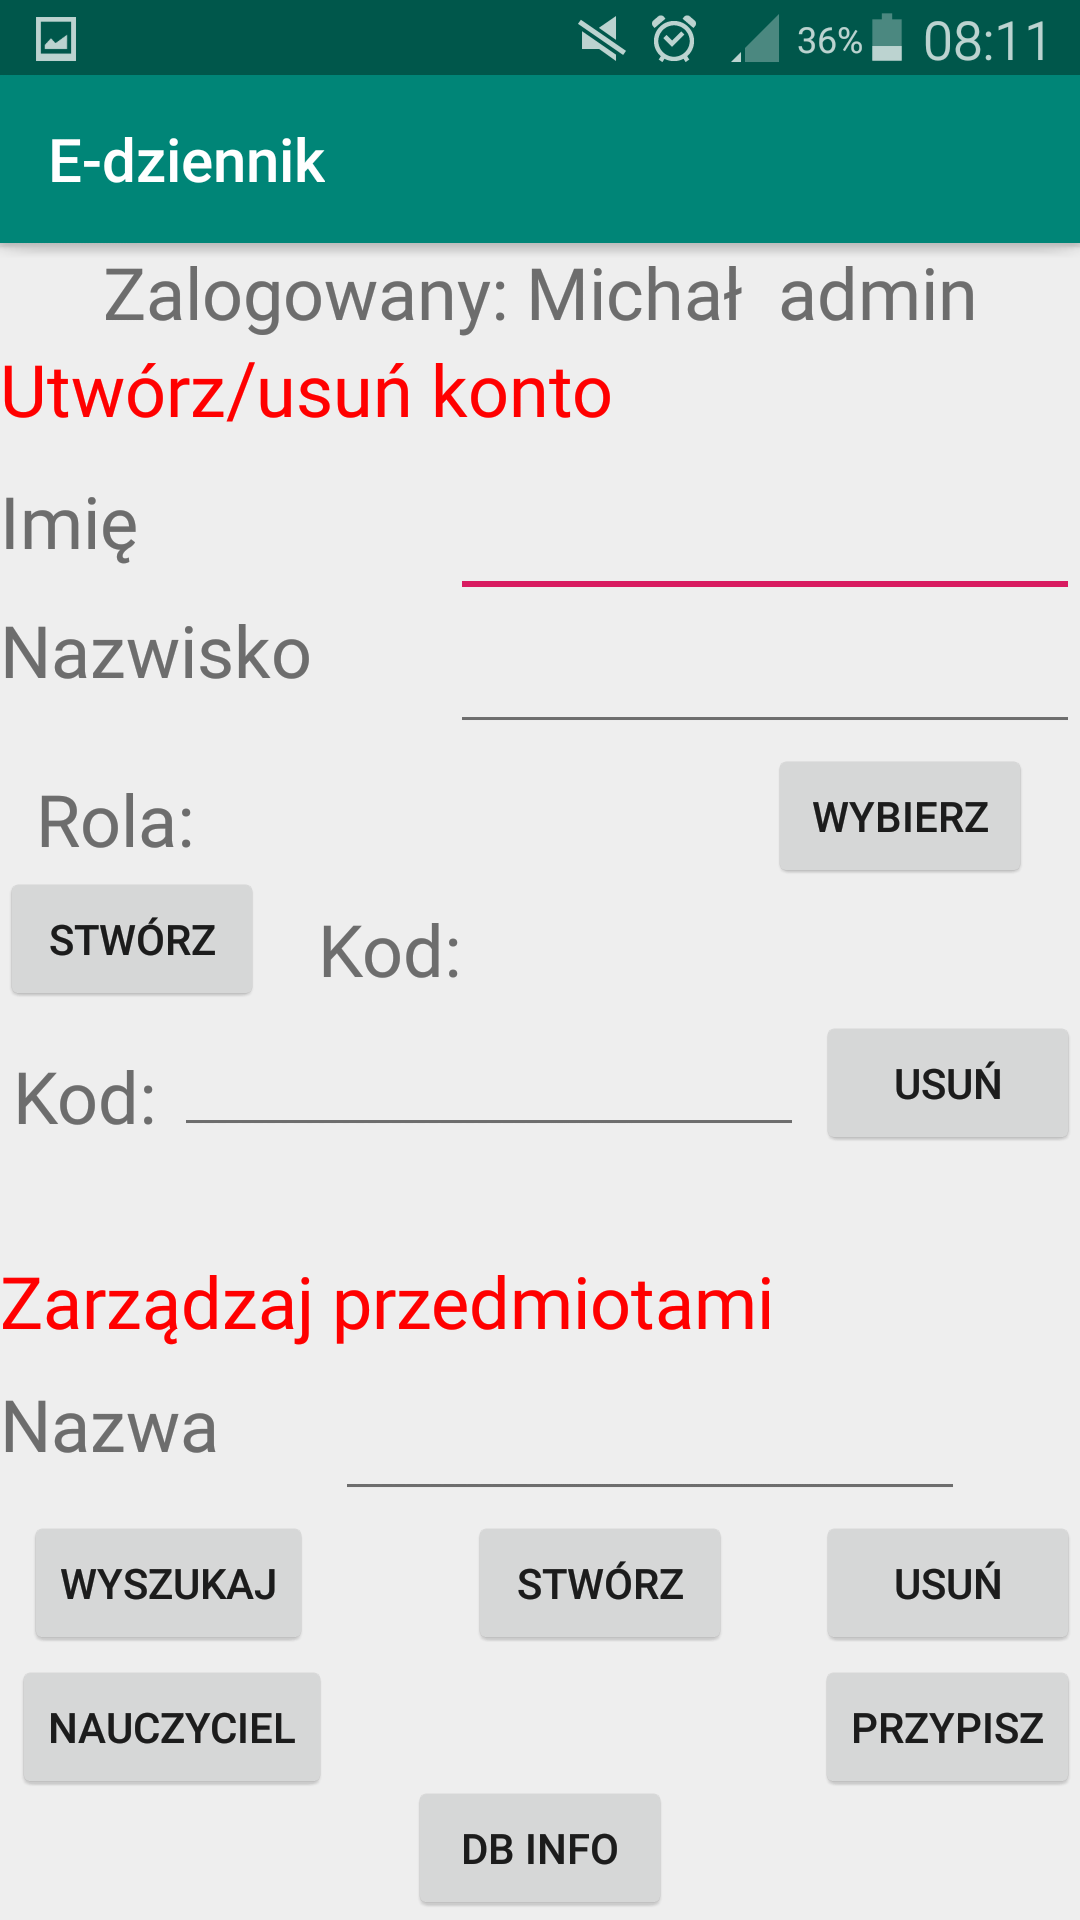 36% 08:11
E-dziennik
Zalogowany: Michał  admin
Utwórz/usuń konto
Imię
Nazwisko
Rola: WYBIERZ
STWÓRZ Kod:
Kod: USUŃ
Zarządzaj przedmiotami
Nazwa
WYSZUKAJ STWÓRZ USUŃ
NAUCZYCIEL PRZYPISZ
DB INFO